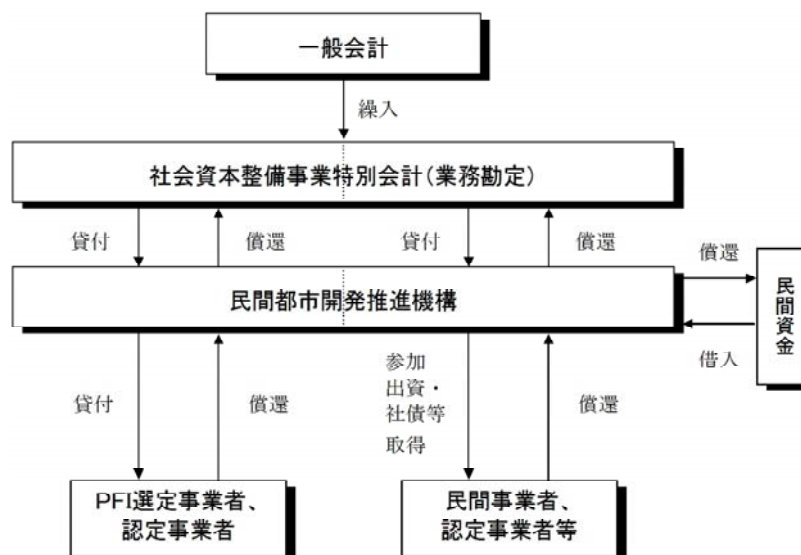 一般会計
繰入
社会資本整備事業特別会計(業務勘定)
貸付
償還
貸付
償還
民間都市開発推進機構
償還
借入
民間資金
貸付
償還
参加
出資・
社債等
取得
償還
PFI選定事業者、
認定事業者
民間事業者、
認定事業者等